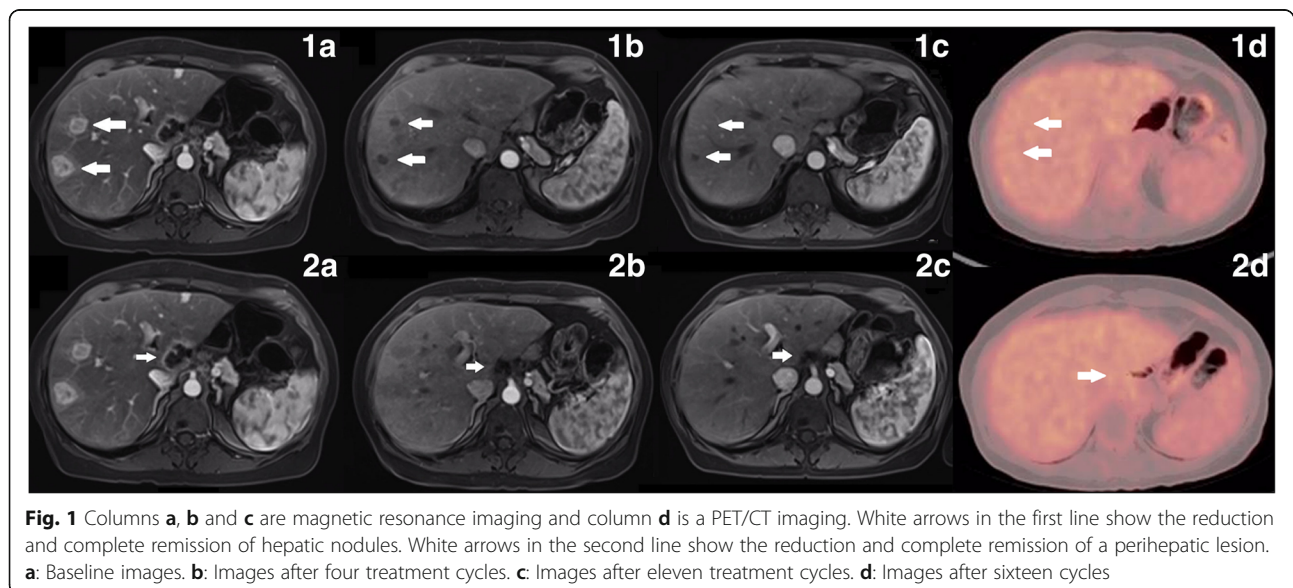 1a
1b
1c
1d
2a
2b
2c
2d
Fig. 1 Columns a, b and c are magnetic resonance imaging and column d is a PET/CT imaging. White arrows in the first line show the reduction
and complete remission of hepatic nodules. White arrows in the second line show the reduction and complete remission of a perihepatic lesion.
a: Baseline images. b: Images after four treatment cycles. c: Images after eleven treatment cycles. d: Images after sixteen cycles